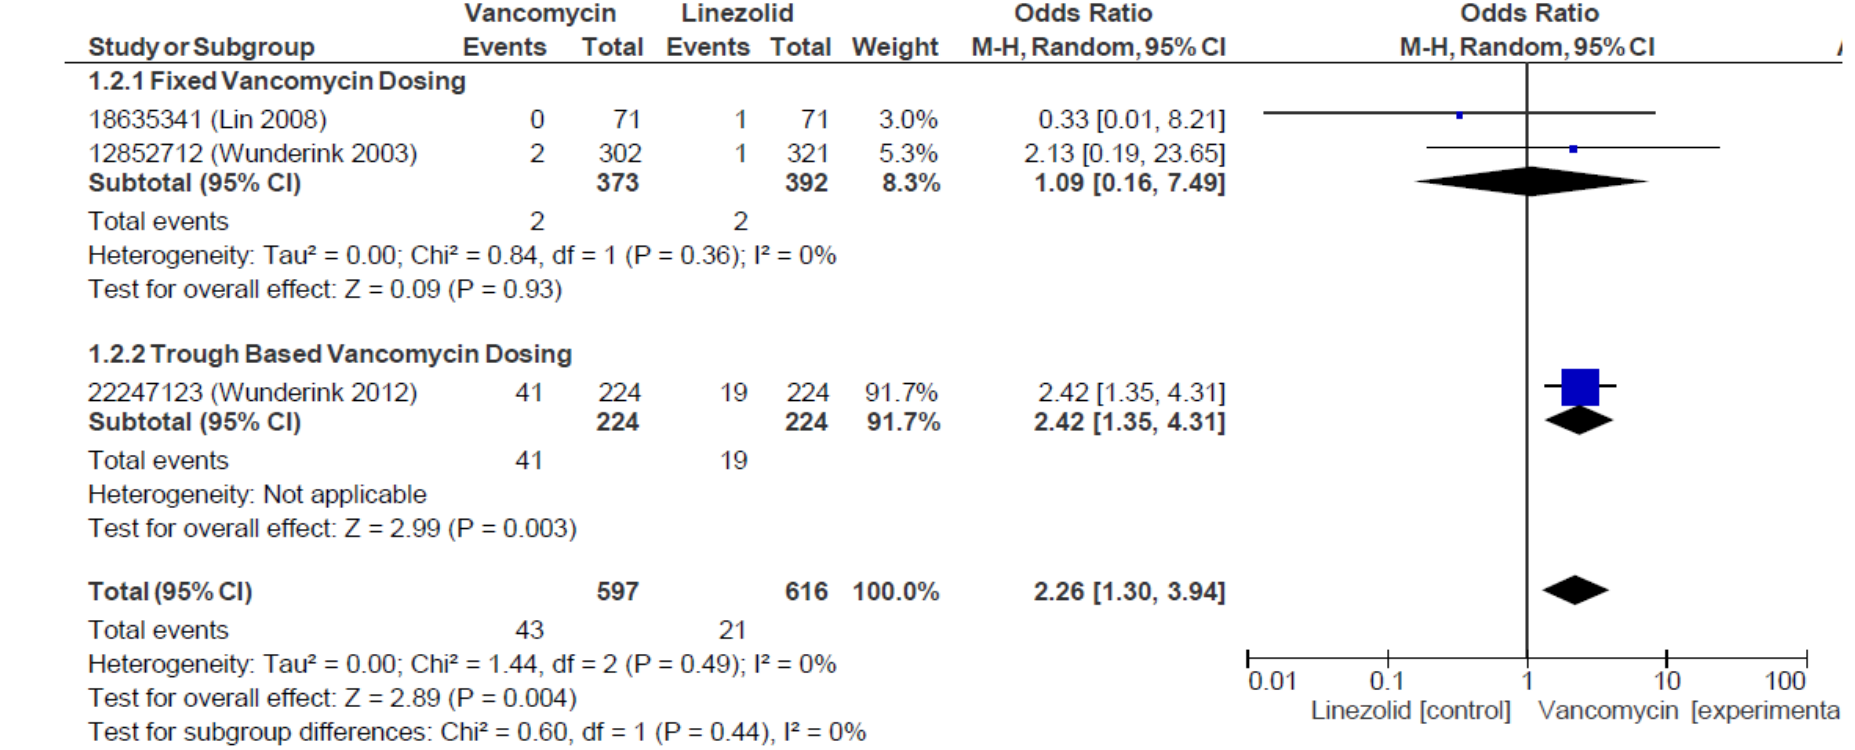 Vancomycin Linezolid Odds Ratio Odds Ratio
Study or Subgroup Events Total Events Total Weight M-H, Random, 95% CI M-H, Random, 95% CI
1.2.1 Fixed Vancomycin Dosing
18635341 (Lin 2008) 0 71 1 71 3.0% 0.33 [0.01, 8.21]
12852712 (Wunderink 2003) 2 302 1 321 5.3% 2.13 [0.19, 23.65]
Subtotal (95% CI) 373 392 8.3% 1.09 [0.16, 7.49]
Total events 2 2
Heterogeneity: Tau² = 0.00; Chi² = 0.84, df = 1 (P = 0.36); I² = 0%
Test for overall effect: Z = 0.09 (P = 0.93)
1.2.2 Trough Based Vancomycin Dosing
22247123 (Wunderink 2012) 41 224 19 224 91.7% 2.42 [1.35, 4.31]
Subtotal (95% CI) 224 224 91.7% 2.42 [1.35, 4.31]
Total events 41 19
Heterogeneity: Not applicable
Test for overall effect: Z = 2.99 (P = 0.003)
Total (95% CI) 597 616 100.0% 2.26 [1.30, 3.94]
Total events 43 21
Heterogeneity: Tau² = 0.00; Chi² = 1.44, df = 2 (P = 0.49); I² = 0%
Test for overall effect: Z = 2.89 (P = 0.004)
Test for subgroup differences: Chi² = 0.60, df = 1 (P = 0.44), I² = 0%
0.01 0.1 1 10 100
Linezolid [control] Vancomycin [experimenta